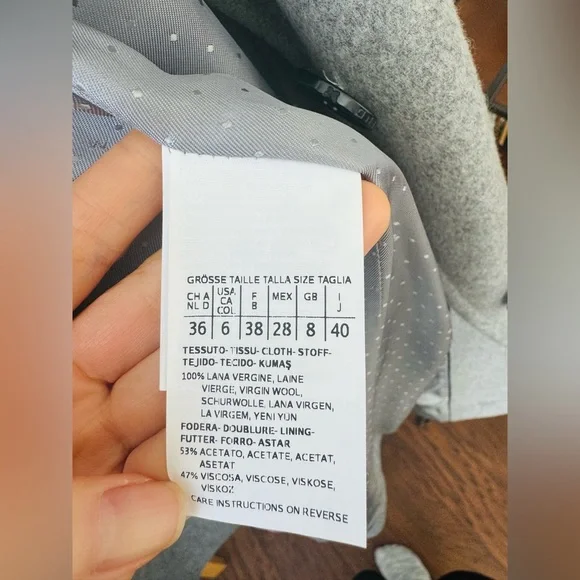 GRÖSSE TAILLE TALLA SIZE TAGLIA
CH A NL D USA CA COL F B MEX GB I J
36 6 38 28 8 40
TESSUTO- TISSU- CLOTH- STOFF-
TEJIDO- TECIDO- KUMAŞ
100% LANA VERGINE, LAINE
VIERGE, VIRGIN WOOL,
SCHURWOLLE, LANA VIRGEN,
LA VIRGEM, YENI YÜN
FODERA- DOUBLURE- LINING-
FUTTER- FORRO- ASTAR
53% ACETATO, ACETATE, ACETAT,
ASETAT
47% VISCOSA, VISCOSE, VISKOSE,
VİSKOZ
CARE INSTRUCTIONS ON REVERSE